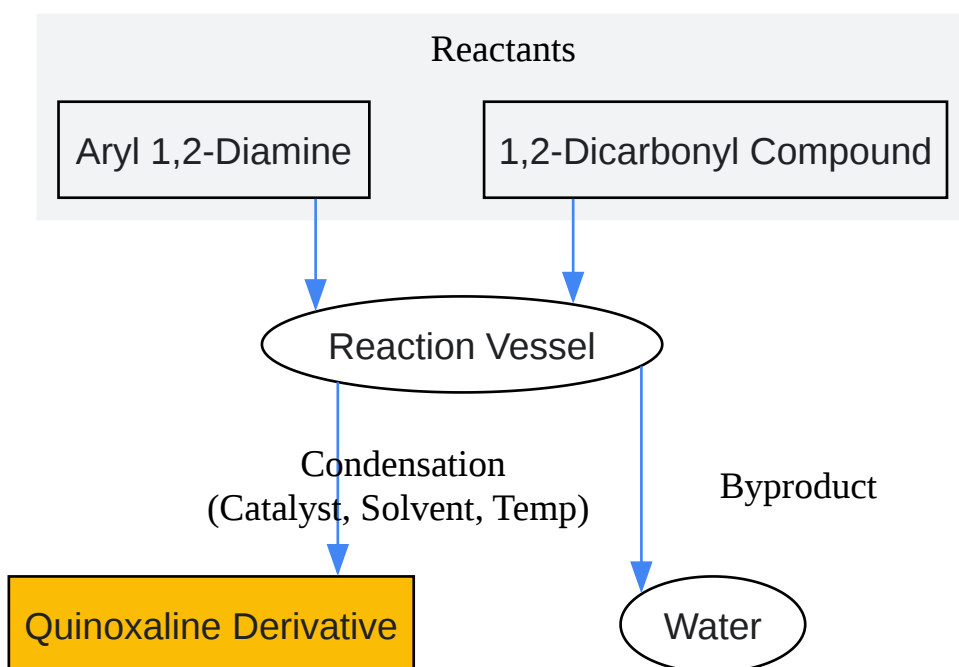 Reactants
Aryl 1,2-Diamine
1,2-Dicarbonyl Compound
Reaction Vessel
Condensation
(Catalyst, Solvent, Temp)
Byproduct
Quinoxaline Derivative
Water